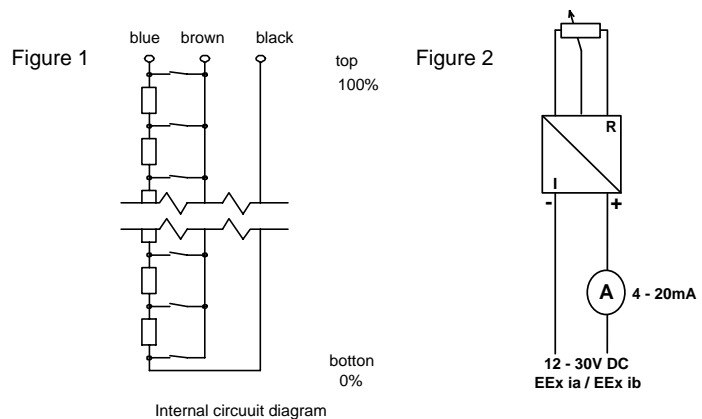 Figure 1
blue brown black
top
100%
botton
0%
Internal circuuit diagram
Figure 2
R
I
- +
A 4 - 20mA
12 - 30V DC
EEx ia / EEx ib